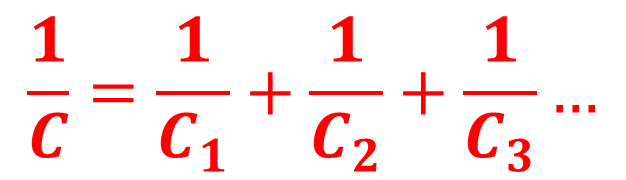 1/C = 1/C₁ + 1/C₂ + 1/C₃ ...